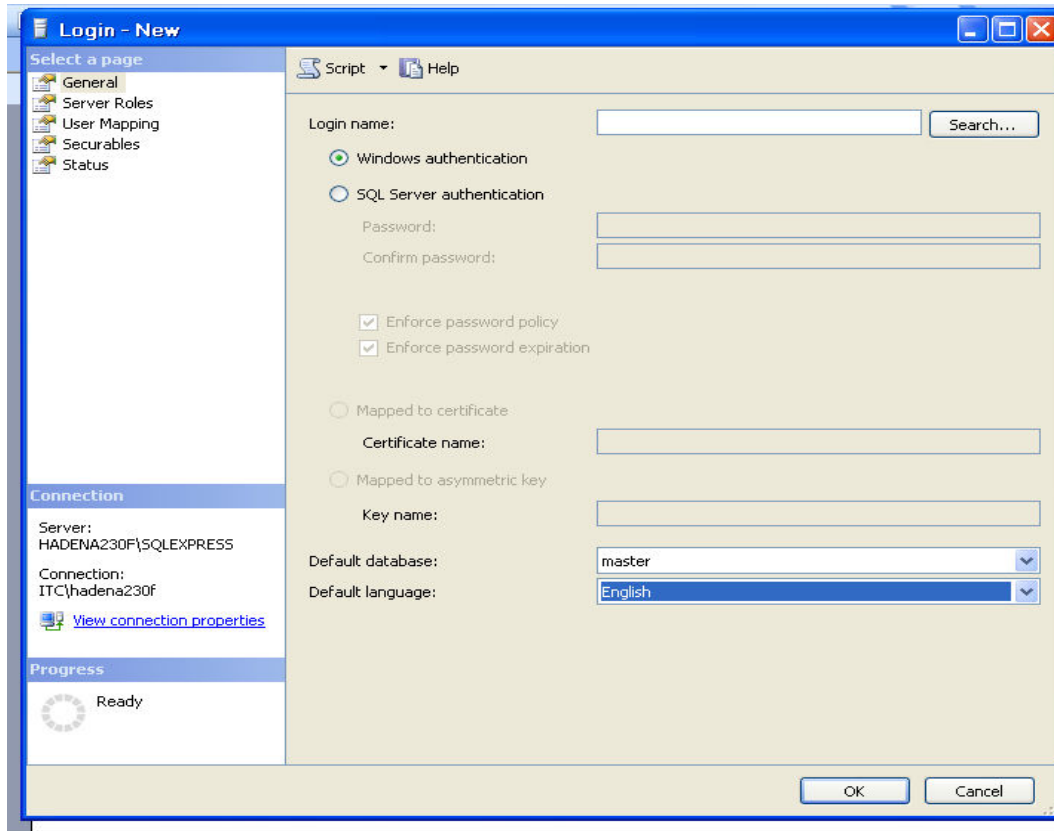 Login - New
Select a page
General
Server Roles
User Mapping
Securables
Status
Script Help
Login name: Search...
Windows authentication
SQL Server authentication
Password:
Confirm password:
Enforce password policy
Enforce password expiration
Mapped to certificate
Certificate name:
Mapped to asymmetric key
Key name:
Default database: master
Default language: English
Connection
Server:
HADENA230F\SQLEXPRESS
Connection:
ITC\hadena230f
View connection properties
Progress
Ready
OK Cancel